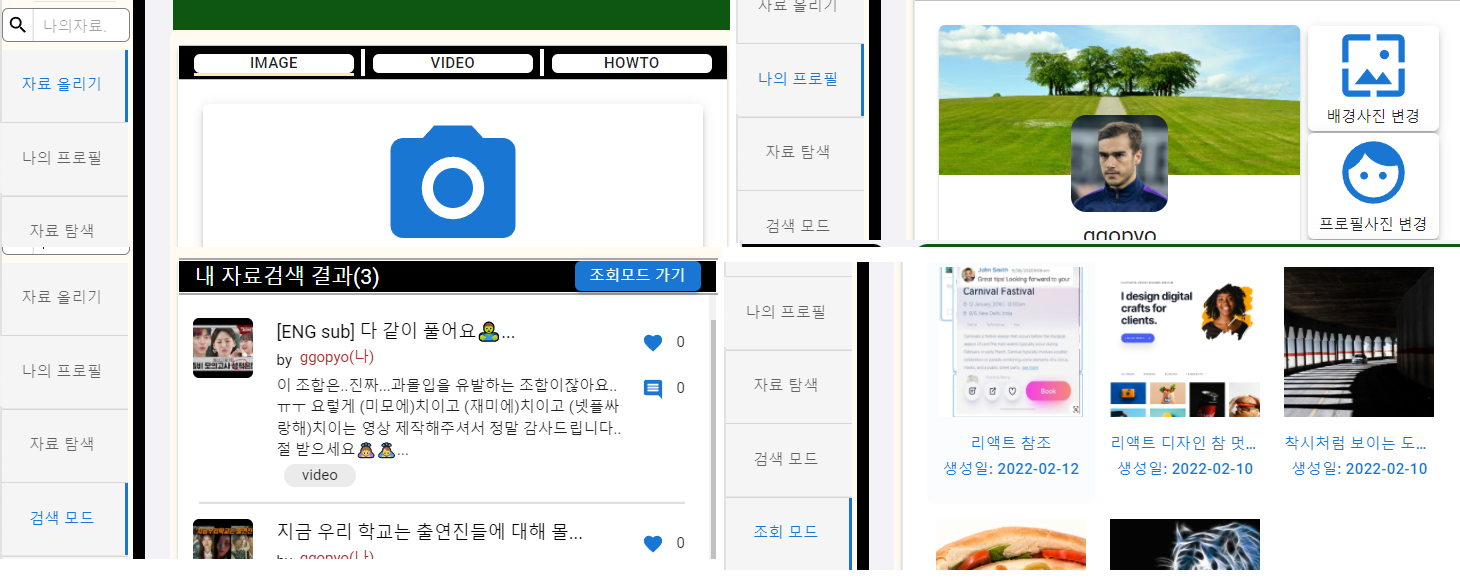 나의자료.
자료 올리기
나의 프로필
자료 탐색
IMAGE
VIDEO
HOWTO
자료 올리기
나의 프로필
자료 탐색
검색 모드
배경사진 변경
프로필사진 변경
ggopyo
자료 올리기
나의 프로필
자료 탐색
검색 모드
내 자료검색 결과(3)
조회모드 가기
[ENG sub] 다 같이 풀어요🧟‍♀️...
by ggopyo(나)
0
이 조합은..진짜...과몰입을 유발하는 조합이잖아요..
ㅠㅜ 요렇게 (미모에)치이고 (재미에)치이고 (넷플싸
랑해)치이는 영상 제작해주셔서 정말 감사드립니다..
절 받으세요🙇‍♀️🙇‍♂️...
0
video
지금 우리 학교는 출연진들에 대해 몰...
by ggopyo(나)
0
나의 프로필
자료 탐색
검색 모드
조회 모드
John Smith
Great tips! Looking forward to your
Carnival Fastival
Book
리액트 참조
생성일: 2022-02-12
I design digital
crafts for
clients.
리액트 디자인 참 멋...
생성일: 2022-02-10
착시처럼 보이는 도...
생성일: 2022-02-10